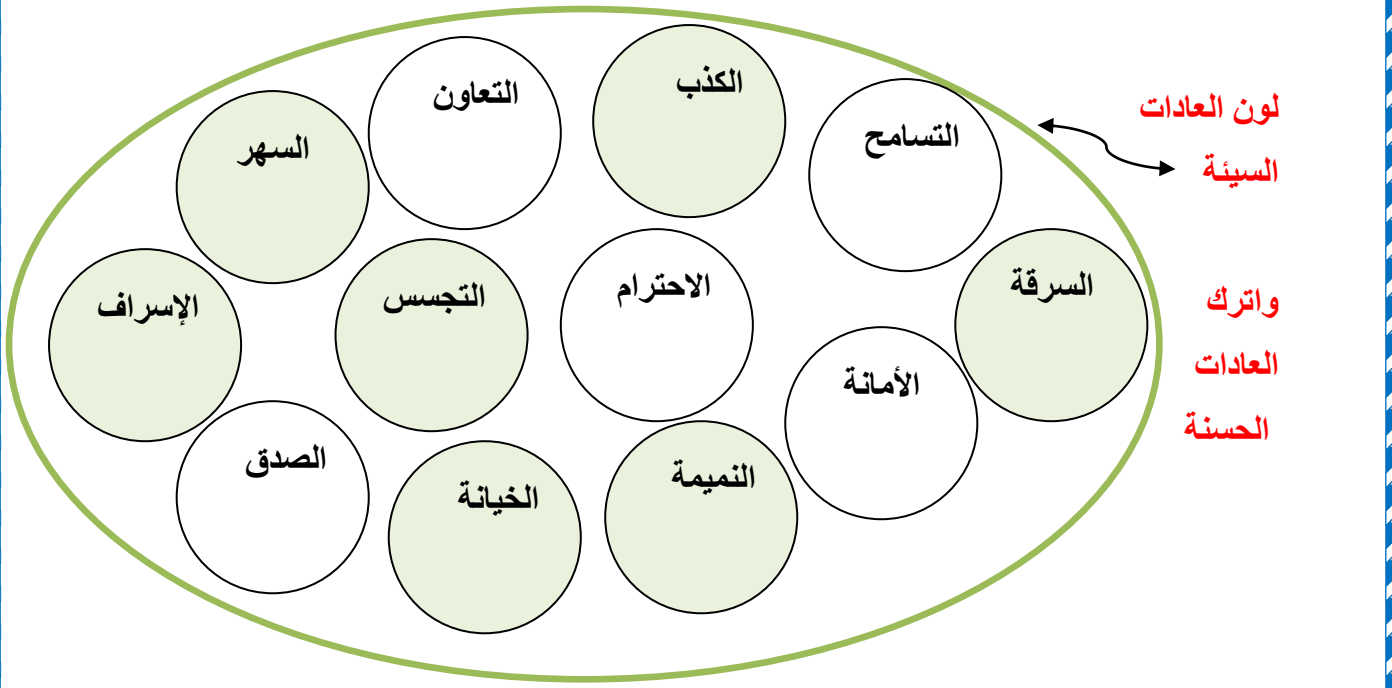 لون العادات
السيئة
واترك
العادات
الحسنة
التسامح
الكذب
التعاون
السهر
السرقة
الاحترام
التجسس
الإسراف
الأمانة
النميمة
الخيانة
الصدق